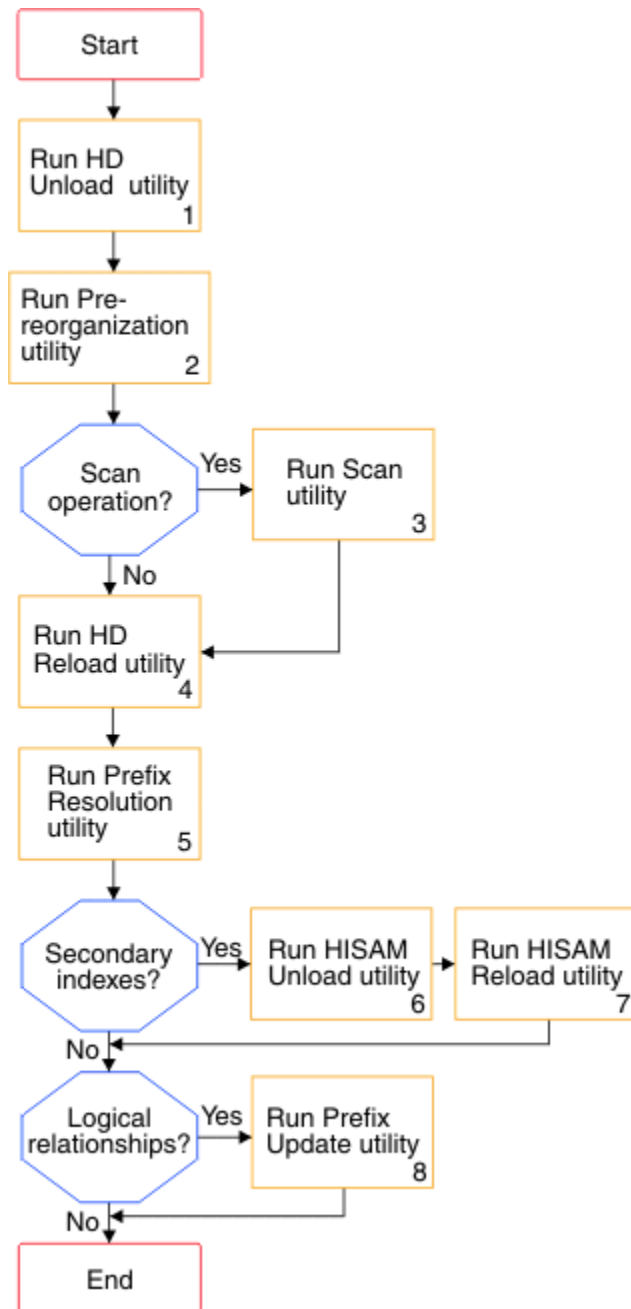 Start
Run HD
Unload utility
1
Run Pre-
reorganization
utility
2
Scan
operation?
Yes
Run Scan
utility
3
No
Run HD
Reload utility
4
Run Prefix
Resolution
utility
5
Secondary
indexes?
Yes
Run HISAM
Unload utility
6
Run HISAM
Reload utility
7
No
Logical
relationships?
Yes
Run Prefix
Update utility
8
No
End